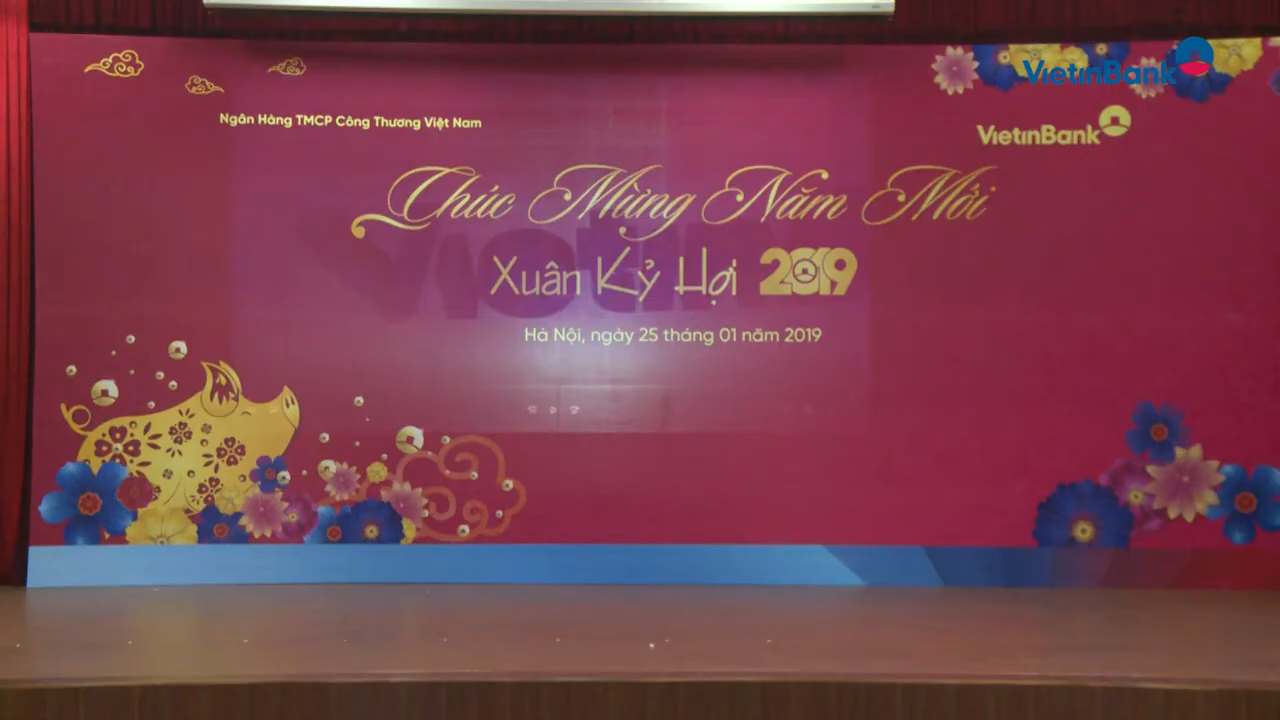 VietinBank
Ngân Hàng TMCP Công Thương Việt Nam
VietinBank
Chúc Mừng Năm Mới
Xuân Kỷ Hợi 2019
Hà Nội, ngày 25 tháng 01 năm 2019
Vietin